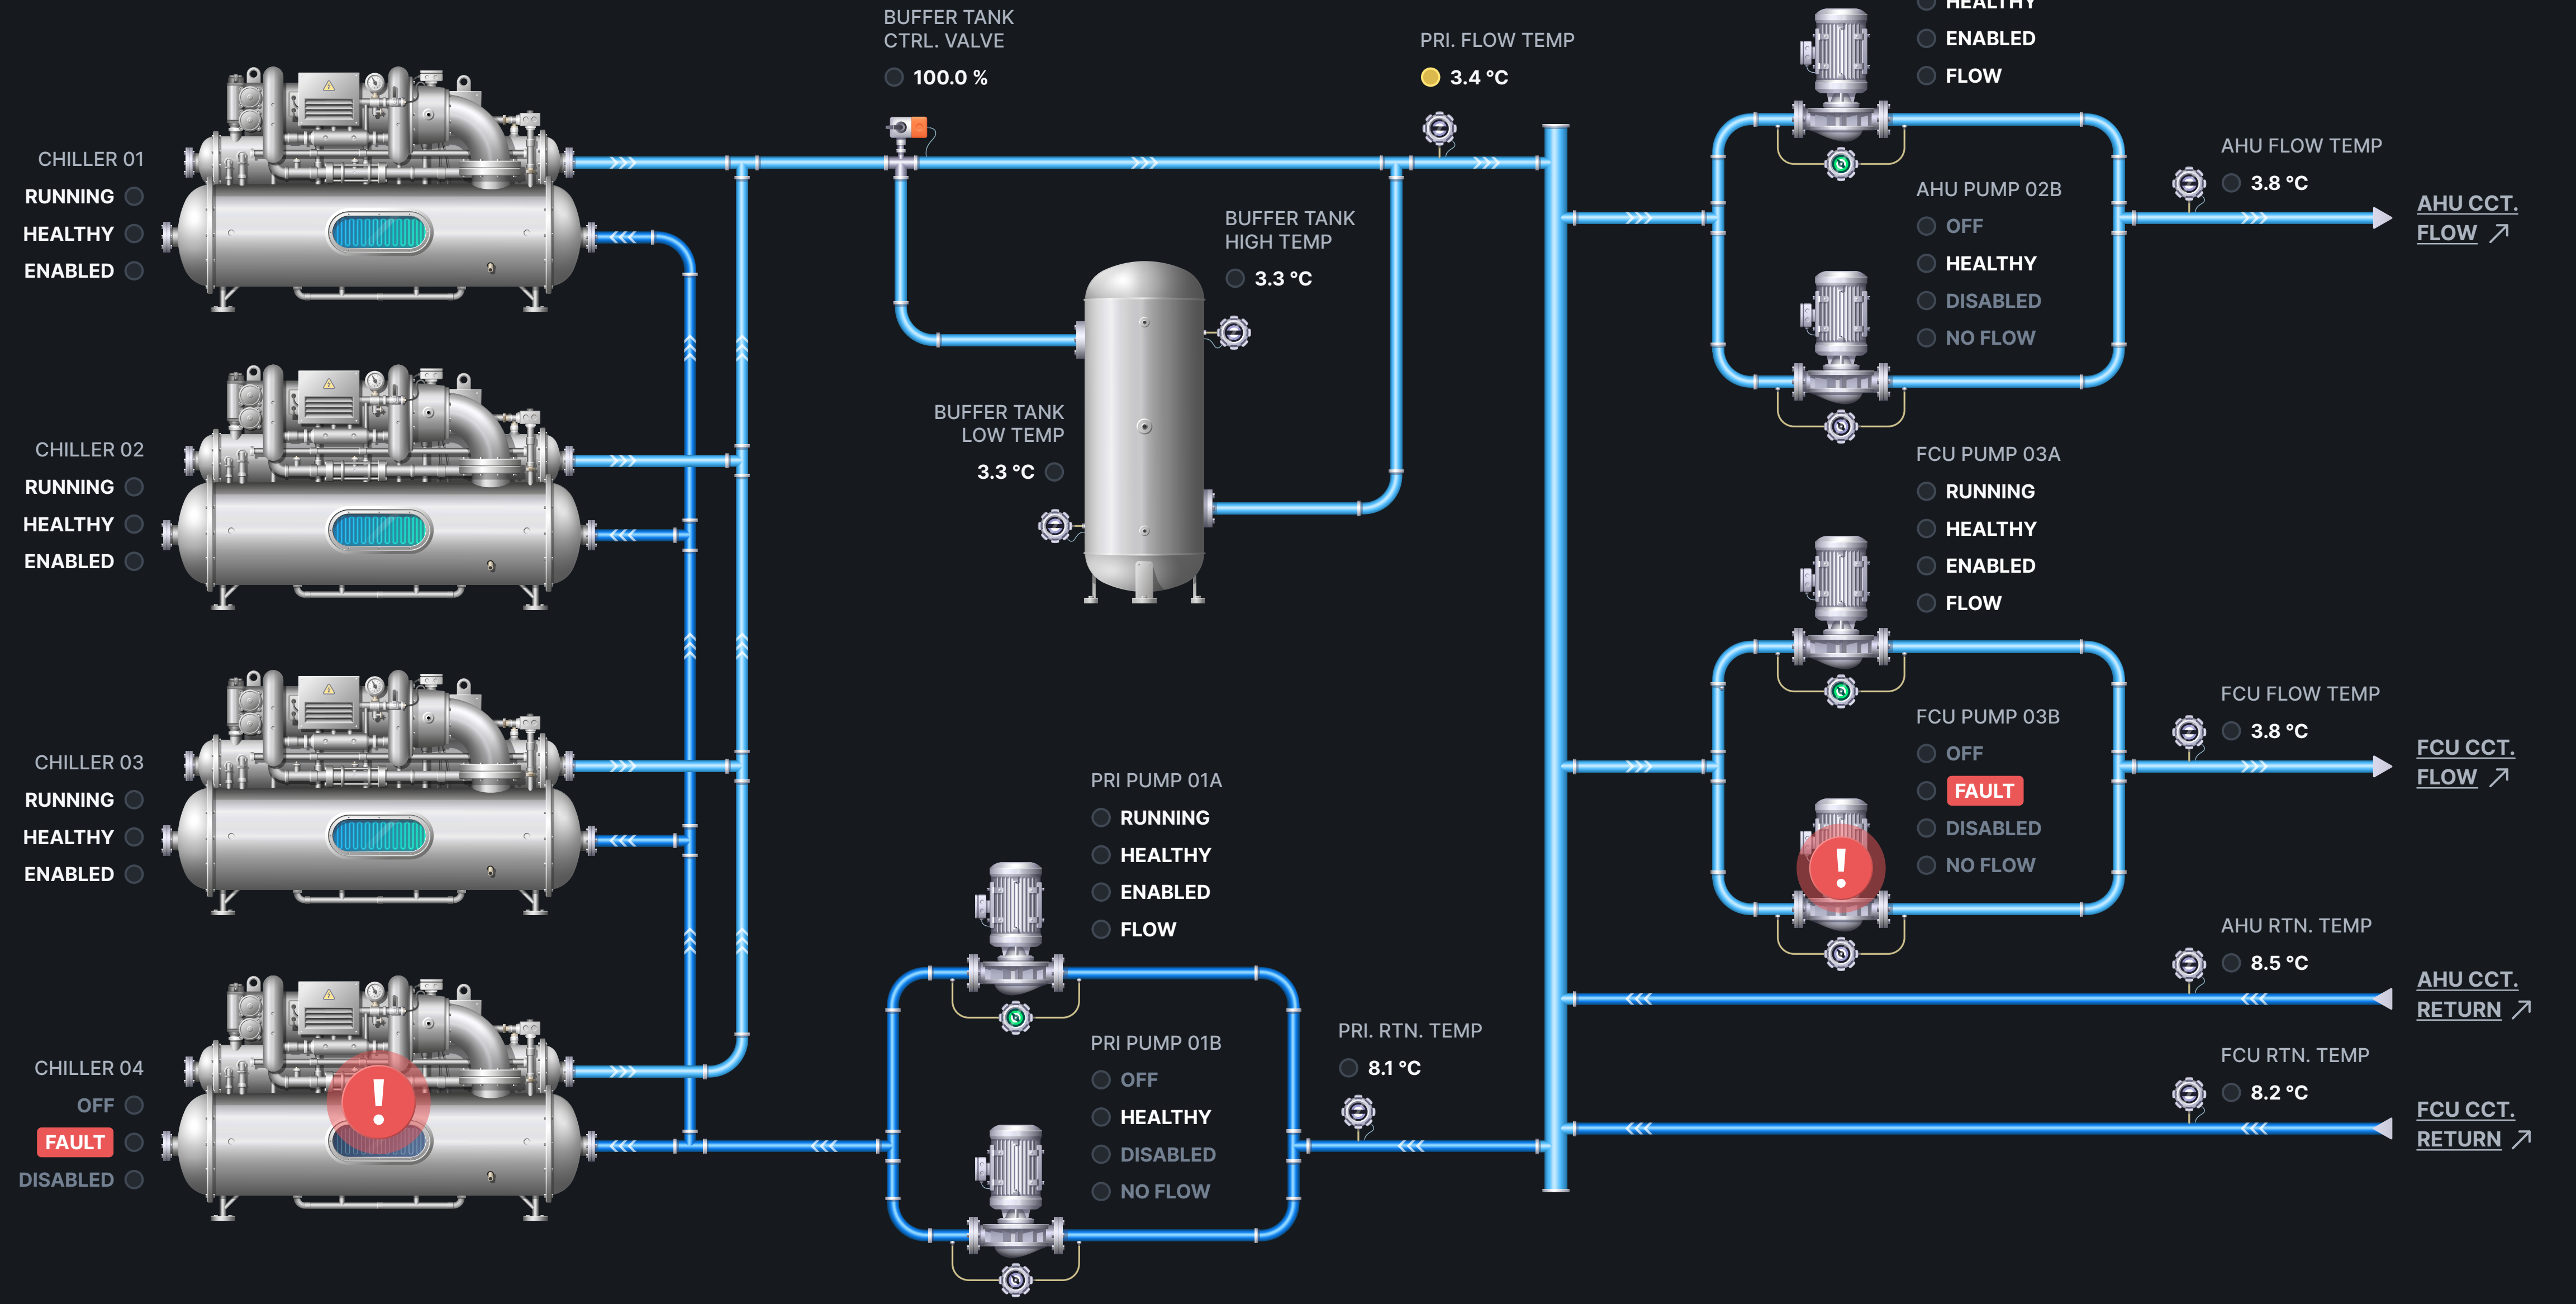 BUFFER TANK
CTRL. VALVE
100.0 %
PRI. FLOW TEMP
3.4 °C
HEALTHY
ENABLED
FLOW
CHILLER 01
RUNNING
HEALTHY
ENABLED
AHU FLOW TEMP
3.8 °C
AHU CCT.
FLOW
AHU PUMP 02B
OFF
HEALTHY
DISABLED
NO FLOW
BUFFER TANK
HIGH TEMP
3.3 °C
BUFFER TANK
LOW TEMP
3.3 °C
CHILLER 02
RUNNING
HEALTHY
ENABLED
FCU PUMP 03A
RUNNING
HEALTHY
ENABLED
FLOW
CHILLER 03
RUNNING
HEALTHY
ENABLED
FCU PUMP 03B
OFF
FAULT
DISABLED
NO FLOW
FCU FLOW TEMP
3.8 °C
FCU CCT.
FLOW
PRI PUMP 01A
RUNNING
HEALTHY
ENABLED
FLOW
AHU RTN. TEMP
8.5 °C
AHU CCT.
RETURN
CHILLER 04
OFF
FAULT
DISABLED
PRI PUMP 01B
OFF
HEALTHY
DISABLED
NO FLOW
PRI. RTN. TEMP
8.1 °C
FCU RTN. TEMP
8.2 °C
FCU CCT.
RETURN